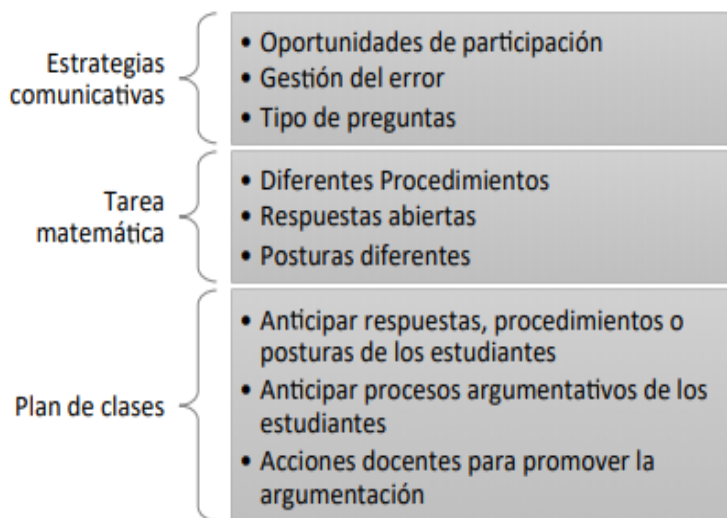 Estrategias
comunicativas
• Oportunidades de participación
• Gestión del error
• Tipo de preguntas
Tarea
matemática
• Diferentes Procedimientos
• Respuestas abiertas
• Posturas diferentes
Plan de clases
• Anticipar respuestas, procedimientos o
posturas de los estudiantes
• Anticipar procesos argumentativos de los
estudiantes
• Acciones docentes para promover la
argumentación